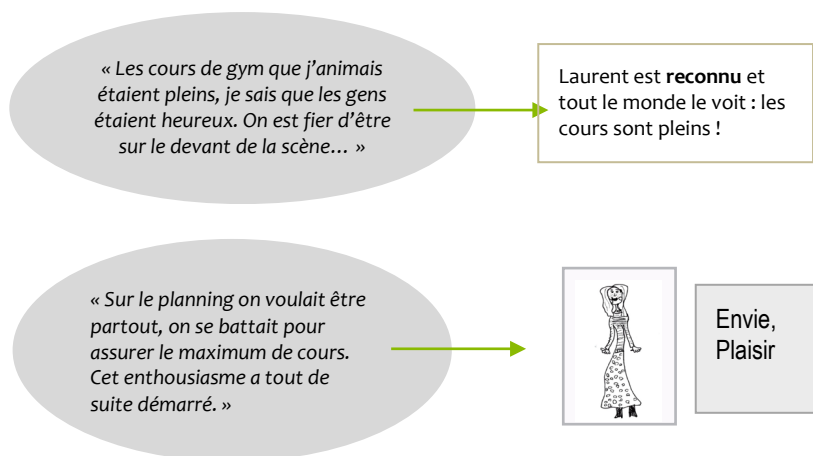 « Les cours de gym que j’animais
étaient pleins, je sais que les gens
étaient heureux. On est fier d’être
sur le devant de la scène… »
Laurent est reconnu et
tout le monde le voit : les
cours sont pleins !
« Sur le planning on voulait être
partout, on se battait pour
assurer le maximum de cours.
Cet enthousiasme a tout de
suite démarré. »
Envie,
Plaisir